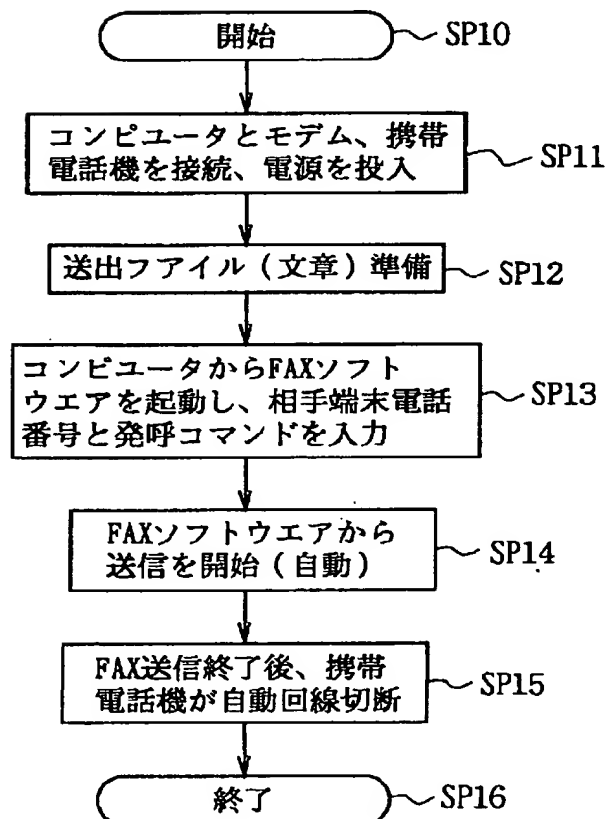 開始
SP10
コンピユータとモデム、携帯
電話機を接続、電源を投入
SP11
送出フアイル（文章）準備
SP12
コンピユータからFAXソフト
ウエアを起動し、相手端末電話
番号と発呼コマンドを入力
SP13
FAXソフトウエアから
送信を開始（自動）
SP14
FAX送信終了後、携帯
電話機が自動回線切断
SP15
終了
SP16